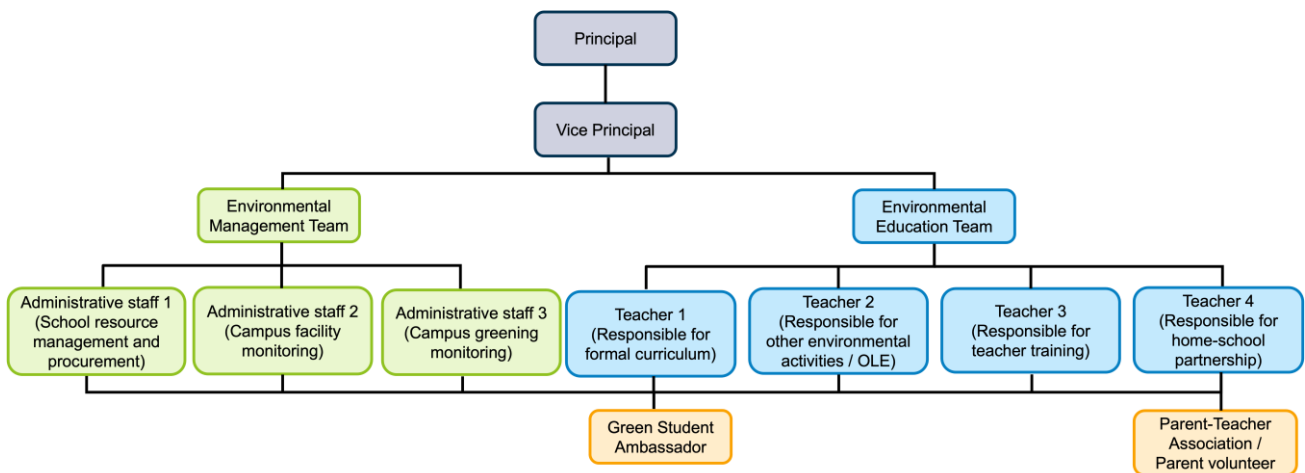 Principal
Vice Principal
Environmental
Management Team
Environmental
Education Team
Administrative staff 1
(School resource
management and
procurement)
Administrative staff 2
(Campus facility
monitoring)
Administrative staff 3
(Campus greening
monitoring)
Teacher 1
(Responsible for
formal curriculum)
Teacher 2
(Responsible for
other environmental
activities / OLE)
Teacher 3
(Responsible for
teacher training)
Teacher 4
(Responsible for
home-school
partnership)
Green Student
Ambassador
Parent-Teacher
Association /
Parent volunteer